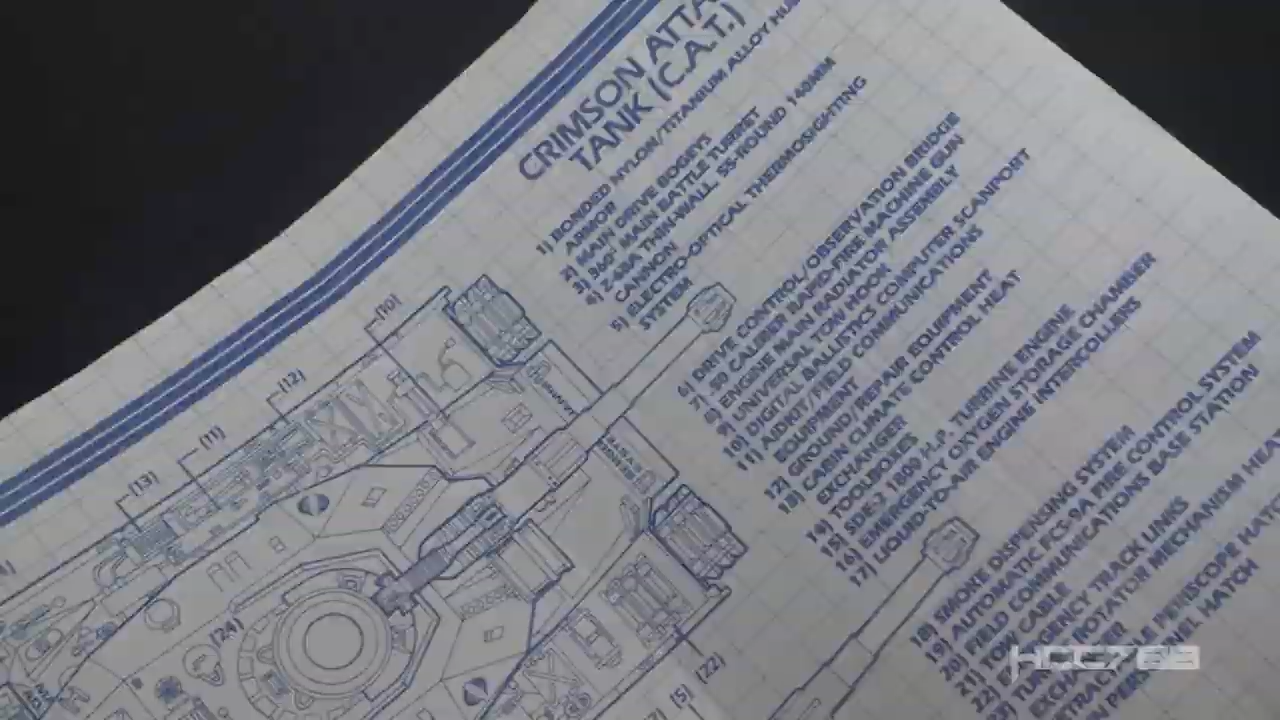 CRIMSON ATTA
TANK (C.A.T.)
1) BONDED NYLON/TITANIUM ALLOY HU
ARMOR
2) MAIN DRIVE BOGEYS
3) 360° MAIN BATTLE TURRET
4) Z-48A THIN-WALL 55-ROUND 140MM
CANNON
5) ELECTRO-OPTICAL THERMOSIGHTING
SYSTEM
6) DRIVE CONTROL/OBSERVATION BRIDGE
7) 50 CALIBER RAPID-FIRE MACHINE GUN
8) ENGINE MAIN RADIATOR ASSEMBLY
9) UNIVERSAL TOW HOOK
10) DIGITAL BALLISTICS COMPUTER SCANPORT
11) AIDKIT/FIELD COMMUNICATIONS
EQUIPMENT
12) GROUND/REPAIR EQUIPMENT
13) CABIN CLIMATE CONTROL HEAT
EXCHANGER
14) TOOLBOXES
15) SDE-2 1800 H.P. TURBINE ENGINE
16) EMERGENCY OXYGEN STORAGE CHAMBER
17) LIQUID-TO-AIR ENGINE INTERCOOLERS
18) SMOKE DISPENSING SYSTEM
19) AUTOMATIC FCS-9A FIRE CONTROL SYSTEM
20) FIELD COMMUNICATIONS BASE STATION
21) TOW CABLE
22) EMERGENCY TRACK LINKS
23) TURRET ROTATOR MECHANISM HEA
EXCHANGER
PERISCOPE HATC
HATCH
(10)
(12)
(11)
(13)
(24)
(22)
(5)
HCC788